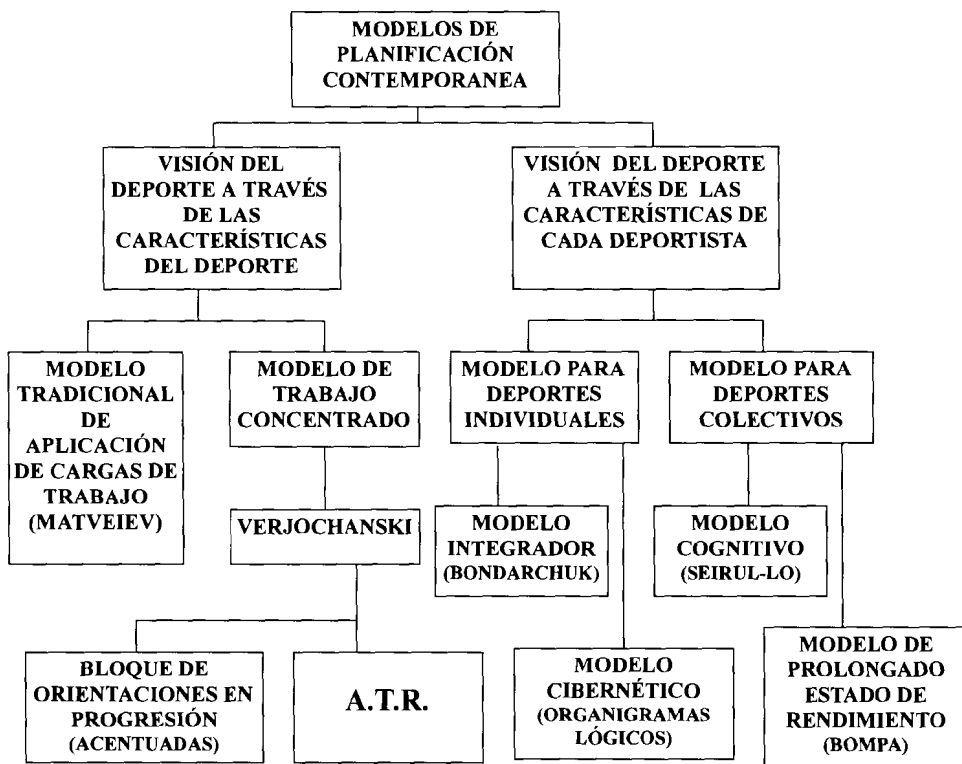 MODELOS DE
PLANIFICACIÓN
CONTEMPORANEA
VISIÓN DEL
DEPORTE A TRAVÉS
DE LAS
CARACTERÍSTICAS
DEL DEPORTE
VISIÓN DEL DEPORTE
A TRAVÉS DE LAS
CARACTERÍSTICAS DE
CADA DEPORTISTA
MODELO
TRADICIONAL
DE
APLICACIÓN
DE CARGAS DE
TRABAJO
(MATVEIEV)
MODELO DE
TRABAJO
CONCENTRADO
MODELO PARA
DEPORTES
INDIVIDUALES
MODELO PARA
DEPORTES
COLECTIVOS
VERJOCHANSKI
MODELO
INTEGRADOR
(BONDARCHUK)
MODELO
COGNITIVO
(SEIRUL-LO)
BLOQUE DE
ORIENTACIONES EN
PROGRESIÓN
(ACENTUADAS)
A.T.R.
MODELO
CIBERNÉTICO
(ORGANIGRAMAS
LÓGICOS)
MODELO DE
PROLONGADO
ESTADO DE
RENDIMIENTO
(BOMPA)